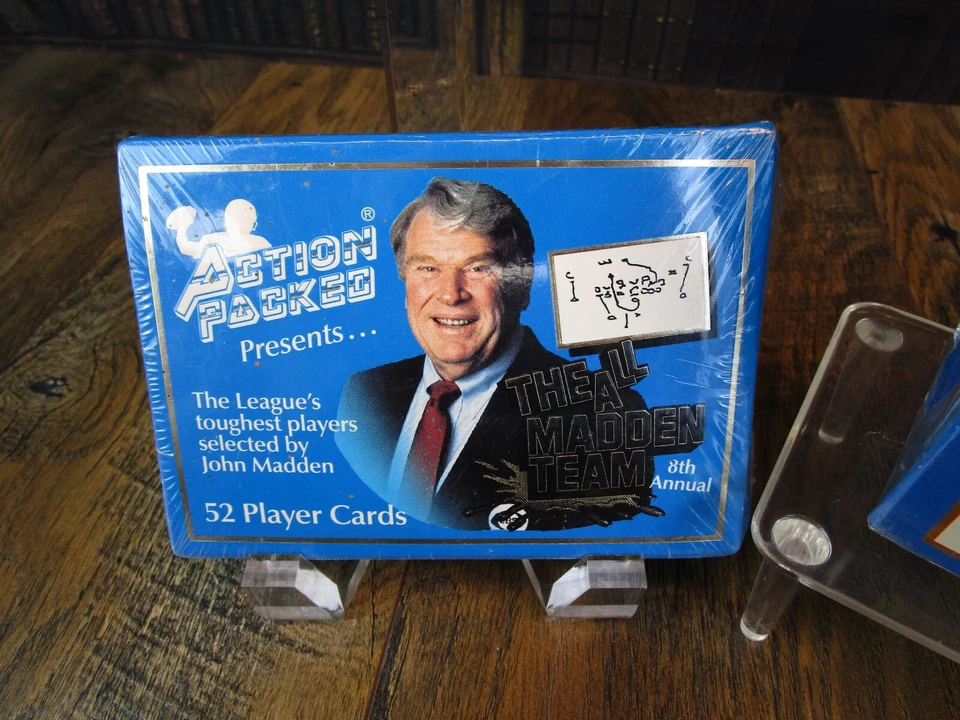 ACTION
PACKED®
Presents...
The League's
toughest players
selected by
John Madden
52 Player Cards
THE ALL
MADDEN
TEAM
8th
Annual